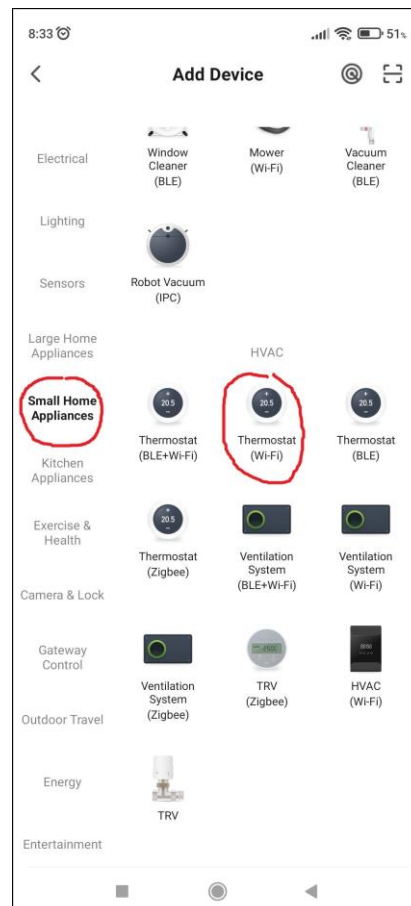 8:33
51%
Add Device
Electrical
Lighting
Sensors
Large Home
Appliances
Small Home
Appliances
Kitchen
Appliances
Exercise &
Health
Camera & Lock
Gateway
Control
Outdoor Travel
Energy
Entertainment
Window
Cleaner
(BLE)
Mower
(Wi-Fi)
Vacuum
Cleaner
(BLE)
Robot Vacuum
(IPC)
HVAC
20.5
Thermostat
(BLE+Wi-Fi)
20.5
Thermostat
(Wi-Fi)
20.5
Thermostat
(BLE)
20.5
Thermostat
(Zigbee)
Ventilation
System
(BLE+Wi-Fi)
Ventilation
System
(Wi-Fi)
Ventilation
System
(Zigbee)
TRV
(Zigbee)
HVAC
(Wi-Fi)
TRV